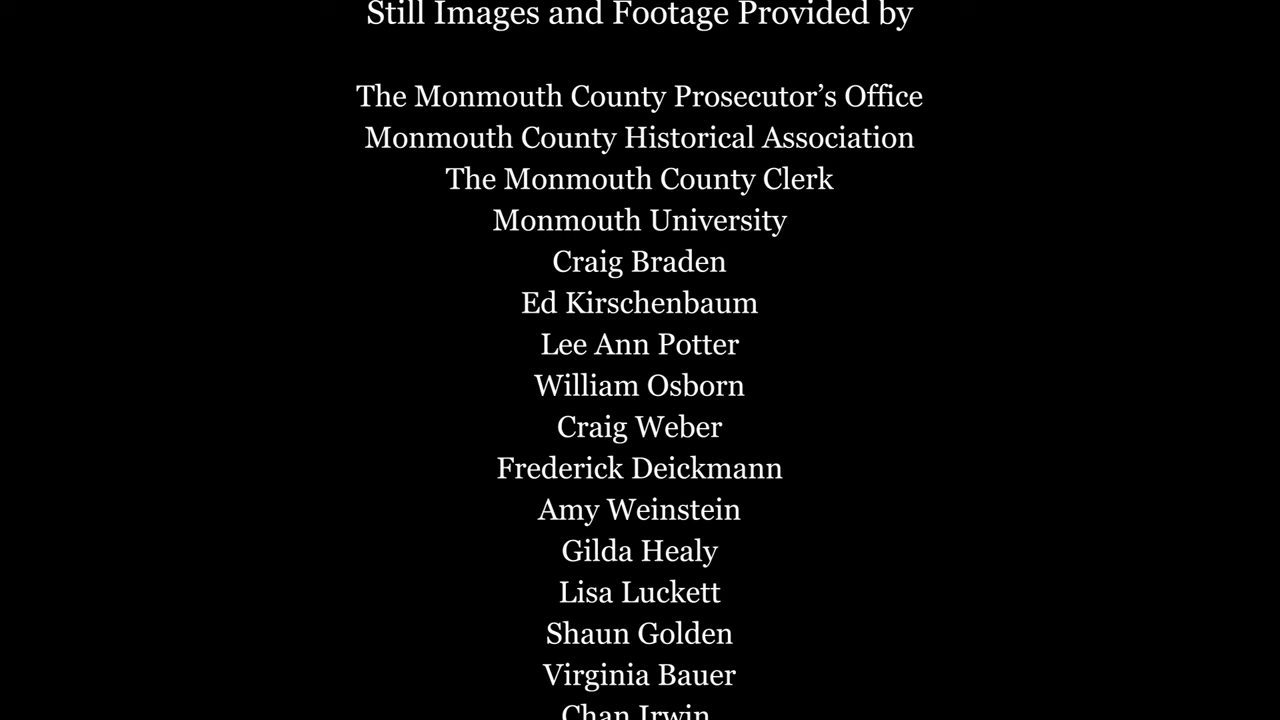 Still Images and Footage Provided by
The Monmouth County Prosecutor’s Office
Monmouth County Historical Association
The Monmouth County Clerk
Monmouth University
Craig Braden
Ed Kirschenbaum
Lee Ann Potter
William Osborn
Craig Weber
Frederick Deickmann
Amy Weinstein
Gilda Healy
Lisa Luckett
Shaun Golden
Virginia Bauer
Chan Irwin